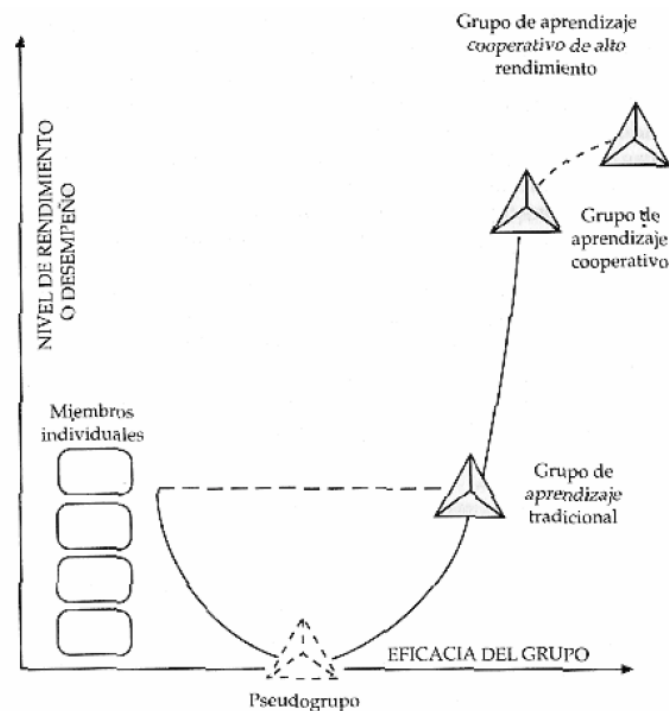 Grupo de aprendizaje
cooperativo de alto
rendimiento
NIVEL DE RENDIMIENTO
O DESEMPEÑO
Grupo de
aprendizaje
cooperativo
Miembros
individuales
Grupo de
aprendizaje
tradicional
EFICACIA DEL GRUPO
Pseudogrupo